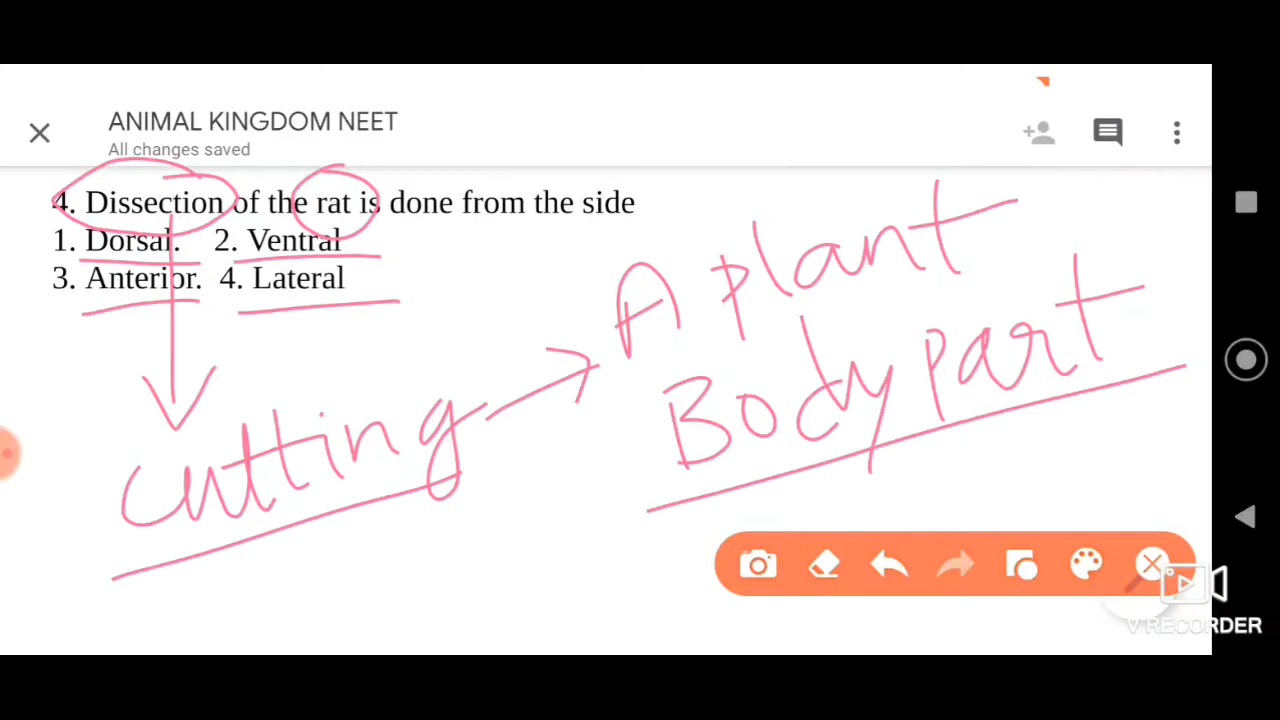 ANIMAL KINGDOM NEET
All changes saved
4. Dissection of the rat is done from the side
1. Dorsal. 2. Ventral
3. Anterior. 4. Lateral
A plant
Body part
cutting
V RECORDER